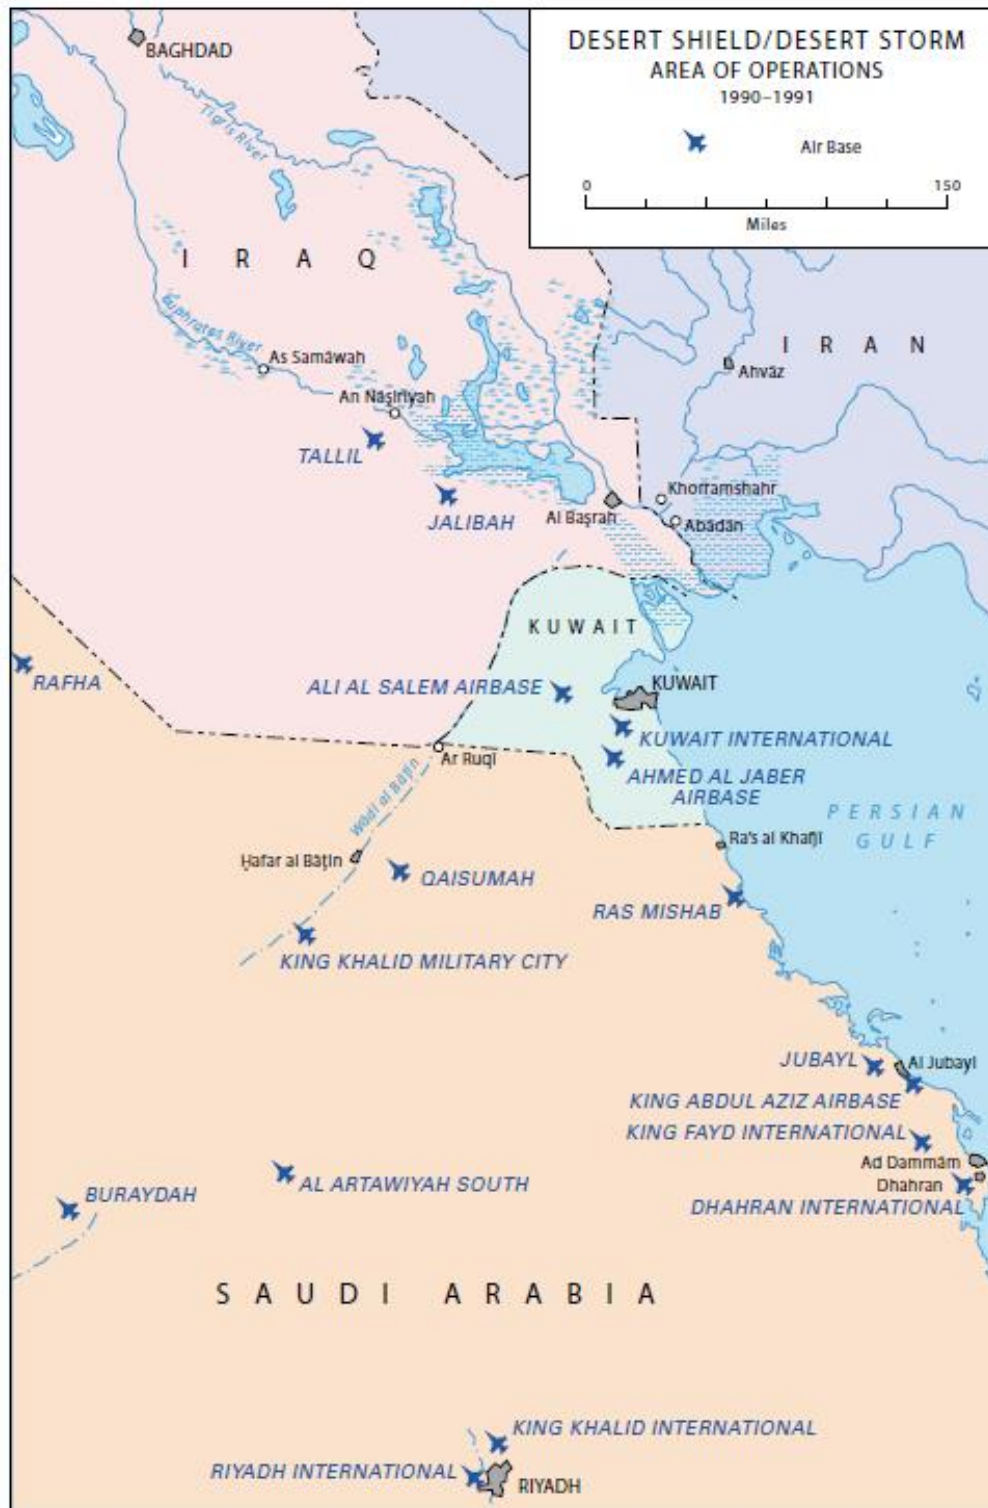 DESERT SHIELD/DESERT STORM
AREA OF OPERATIONS
1990–1991
Air Base
0 150
Miles
BAGHDAD
Tigris River
I R A Q
Euphrates River
As Samāwah
An Nāşirīyah
TALLIL
JALIBAH
Al Başrah
I R A N
Ahvāz
Khorramshahr
Abādān
KUWAIT
RAFHA
ALI AL SALEM AIRBASE
KUWAIT
KUWAIT INTERNATIONAL
AHMED AL JABER
AIRBASE
Ar Ruqī
Wādī al Bāţin
Ḩafar al Bāţin
QAISUMAH
KING KHALID MILITARY CITY
Ra's al Khafjī
RAS MISHAB
PERSIAN
GULF
JUBAYL
Al Jubayl
KING ABDUL AZIZ AIRBASE
KING FAYD INTERNATIONAL
Ad Dammām
Dhahran
DHAHRAN INTERNATIONAL
BURAYDAH
AL ARTAWIYAH SOUTH
SAUDI ARABIA
KING KHALID INTERNATIONAL
RIYADH INTERNATIONAL
RIYADH